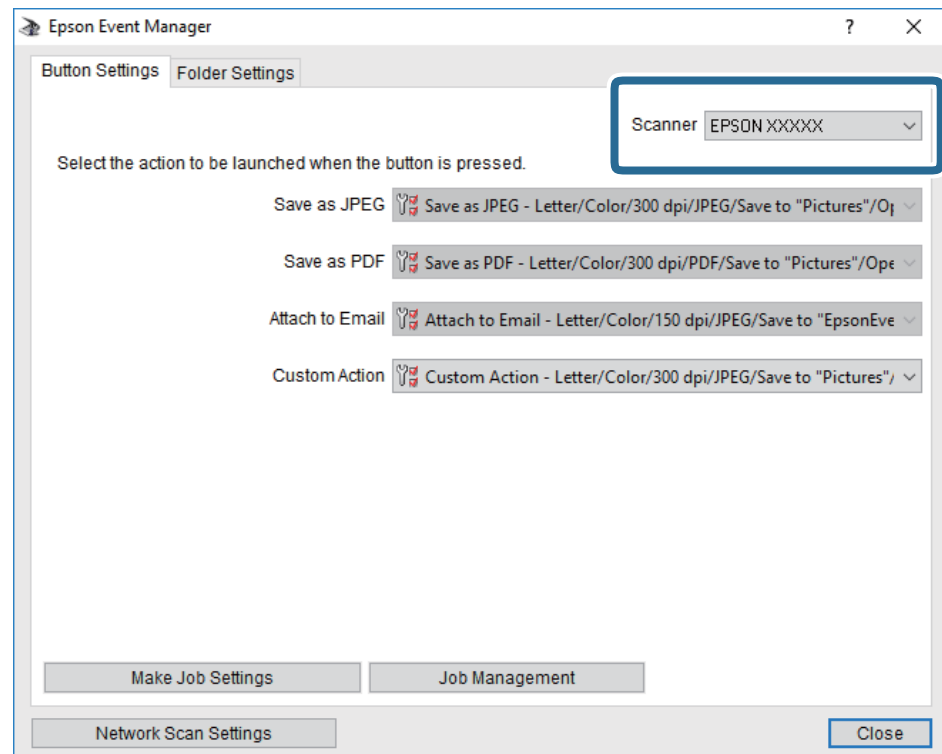 Epson Event Manager
?
Button Settings
Folder Settings
Scanner EPSON XXXXX
Select the action to be launched when the button is pressed.
Save as JPEG Save as JPEG - Letter/Color/300 dpi/JPEG/Save to "Pictures"/Op
Save as PDF Save as PDF - Letter/Color/300 dpi/PDF/Save to "Pictures"/Ope
Attach to Email Attach to Email - Letter/Color/150 dpi/JPEG/Save to "EpsonEve
Custom Action Custom Action - Letter/Color/300 dpi/JPEG/Save to "Pictures"/
Make Job Settings
Job Management
Network Scan Settings
Close